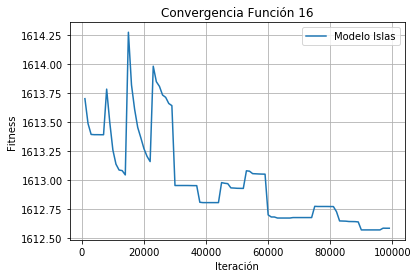 Convergencia Función 16
Modelo Islas
1614.25
1614.00
1613.75
1613.50
1613.25
1613.00
1612.75
1612.50
Fitness
0 20000 40000 60000 80000 100000
Iteración